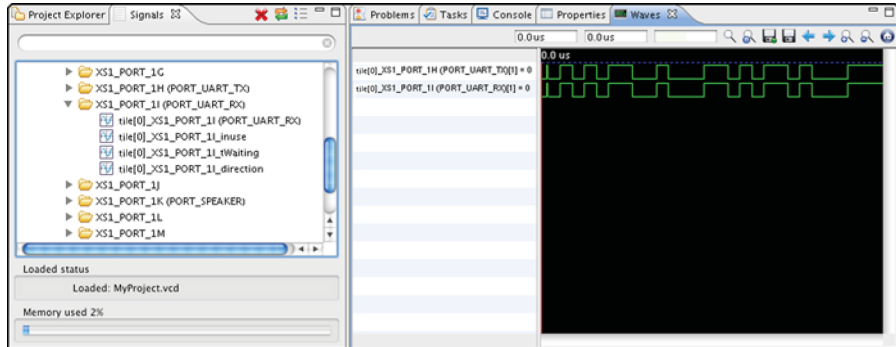 Project Explorer Signals
XS1_PORT_1G
XS1_PORT_1H (PORT_UART_TX)
XS1_PORT_1I (PORT_UART_RX)
tile[0]_XS1_PORT_1I (PORT_UART_RX)
tile[0]_XS1_PORT_1I_inuse
tile[0]_XS1_PORT_1I_tWaiting
tile[0]_XS1_PORT_1I_direction
XS1_PORT_1J
XS1_PORT_1K (PORT_SPEAKER)
XS1_PORT_1L
XS1_PORT_1M
Loaded status
Loaded: MyProject.vcd
Memory used 2%
Problems Tasks Console Properties Waves
0.0us 0.0us
0.0 us
tile[0]_XS1_PORT_1H (PORT_UART_TX)[1] = 0
tile[0]_XS1_PORT_1I (PORT_UART_RX)[1] = 0